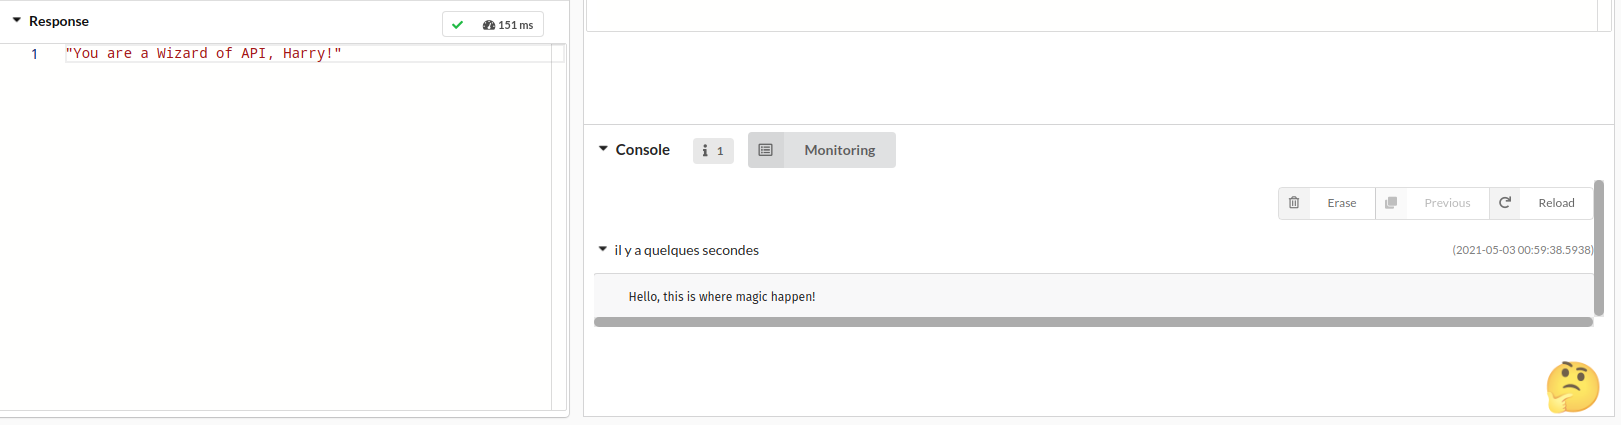 Response
151 ms
1 "You are a Wizard of API, Harry!"
Console
1
Monitoring
Erase
Previous
Reload
il y a quelques secondes
(2021-05-03 00:59:38.5938)
Hello, this is where magic happen!